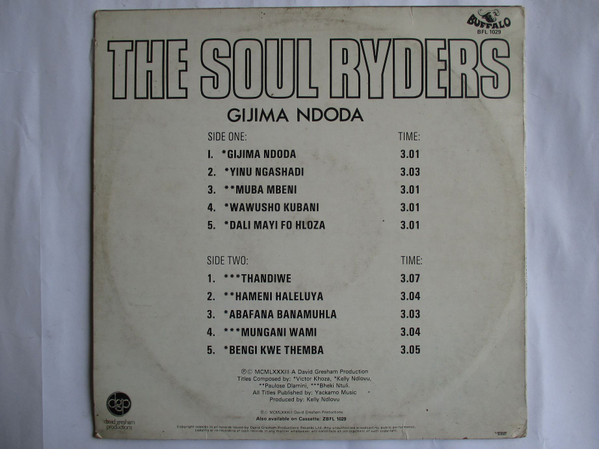 BUFFALO
BFL 1029
THE SOUL RYDERS
GIJIMA NDODA
SIDE ONE: TIME:
I. *GIJIMA NDODA 3.01
2. *YINU NGASHADI 3.03
3. **MUBA MBENI 3.01
4. *WAWUSHO KUBANI 3.01
5. *DALI MAYI FO HLOZA 3.01
SIDE TWO: TIME:
1. ***THANDIWE 3.07
2. **HAMENI HALELUYA 3.04
3. *ABAFANA BANAMUHLA 3.03
4. ***MUNGANI WAMI 3.04
5. *BENGI KWE THEMBA 3.05
Ⓟ© MCMLXXXIII-A David Gresham Production
Titles Composed by: *Victor Khoza, *Kelly Ndlovu,
**Paulose Dlamini, ***Bheki Ntuli.
All Titles Published by: Yackamo Music
Produced by: Kelly Ndlovu
dgp
david gresham
productions
Also available on Cassette: ZBFL 1029